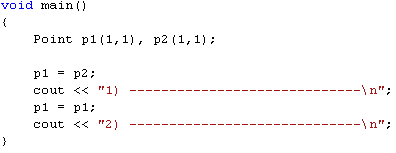 void main()
{
    Point p1(1,1), p2(1,1);

    p1 = p2;
    cout << "1) -----------------------------\n";
    p1 = p1;
    cout << "2) -----------------------------\n";
}